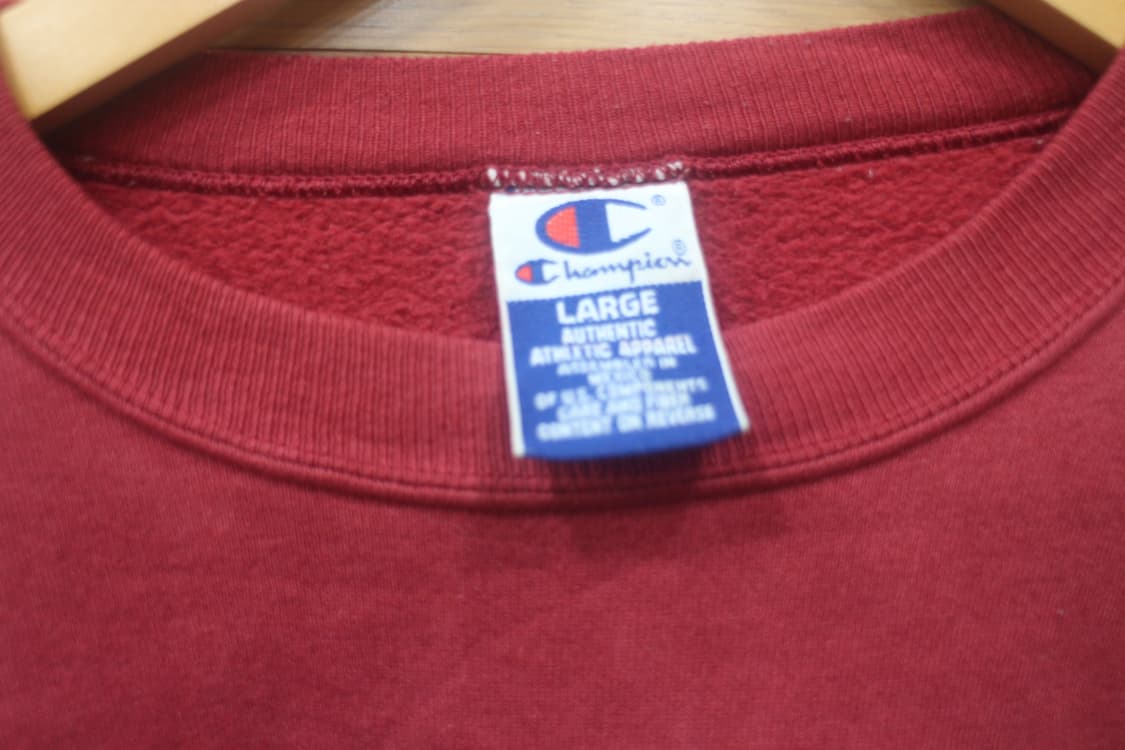 ®
Champion®
LARGE
AUTHENTIC
ATHLETIC APPAREL
ASSEMBLED IN
MEXICO
OF U.S. COMPONENTS
CARE AND FIBER
CONTENT ON REVERSE